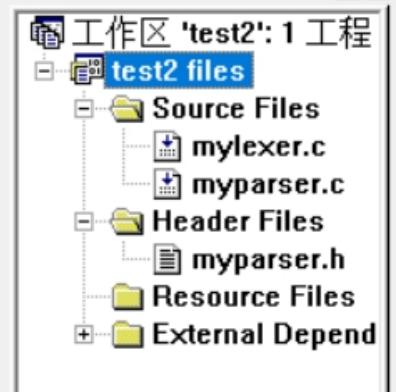 工作区 'test2': 1 工程
test2 files
Source Files
mylexer.c
myparser.c
Header Files
myparser.h
Resource Files
External Depend